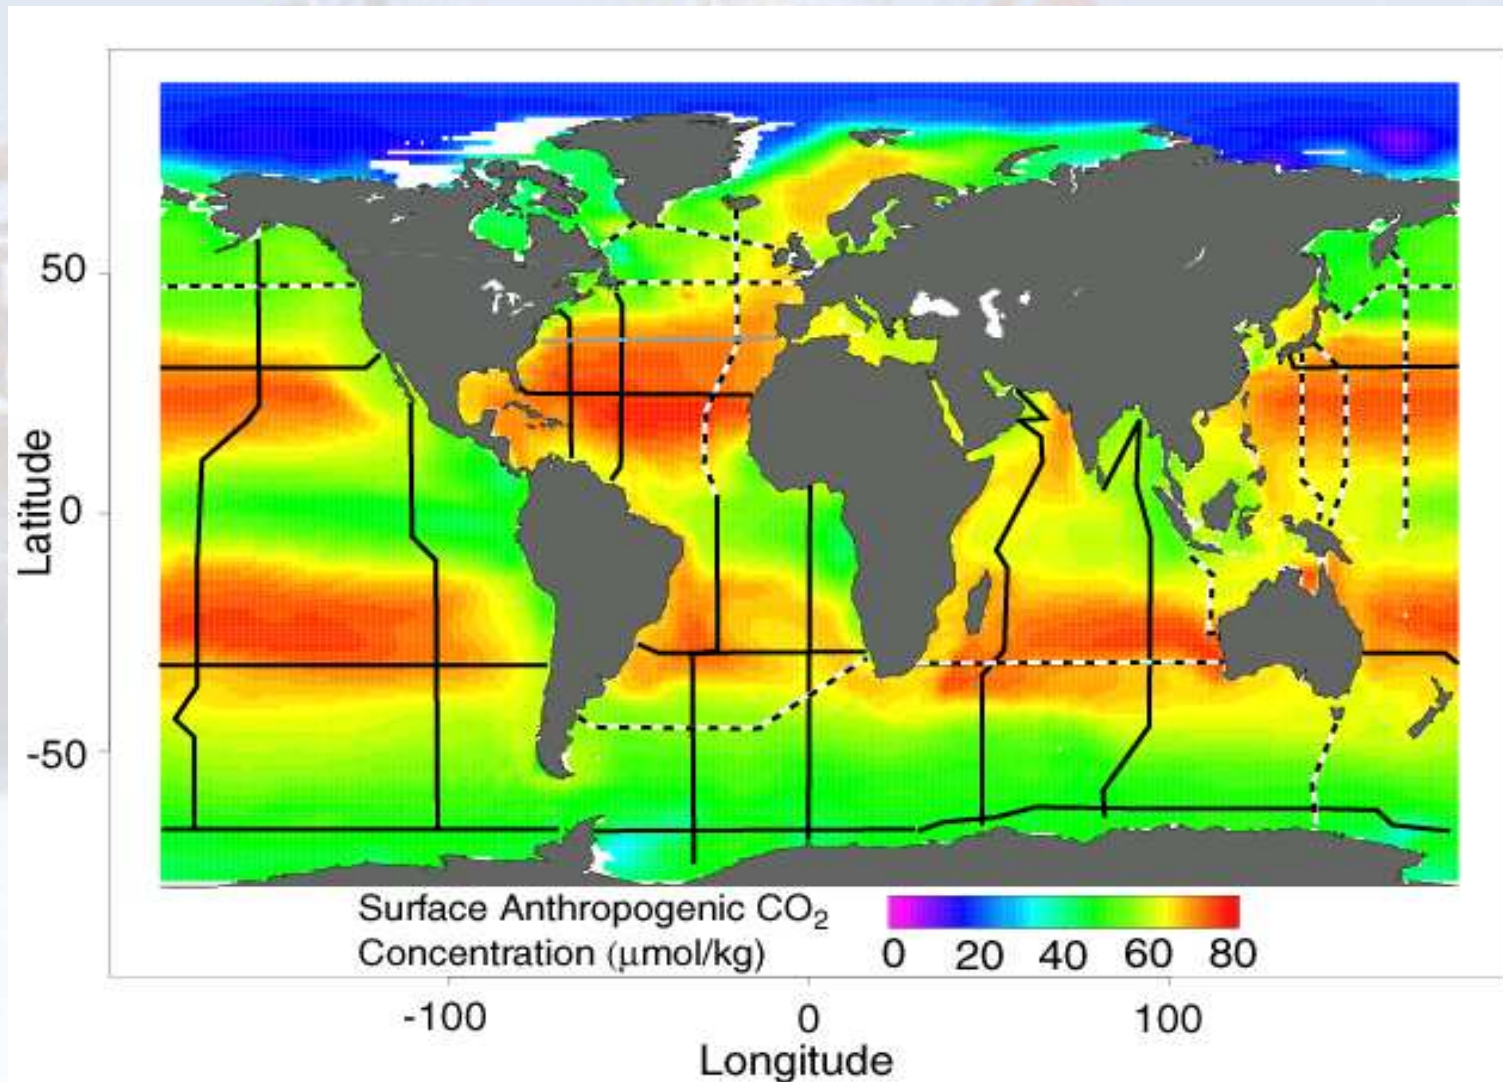 50
0
-50
Latitude
Surface Anthropogenic CO₂
Concentration (μmol/kg)
0 20 40 60 80
-100 0 100
Longitude